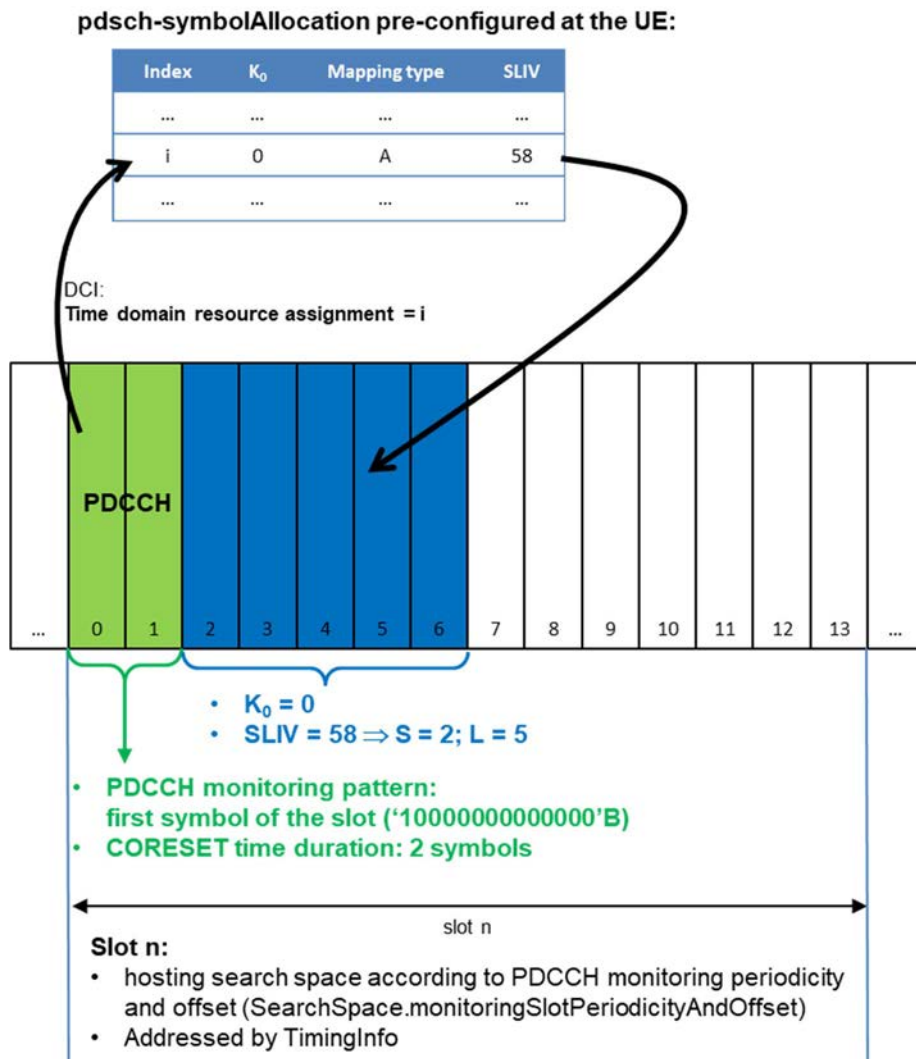 pdsch-symbolAllocation pre-configured at the UE:
Index K₀ Mapping type SLIV
... ... ... ...
i 0 A 58
... ... ... ...
DCI:
Time domain resource assignment = i
PDCCH
... 0 1 2 3 4 5 6 7 8 9 10 11 12 13 ...
• K₀ = 0
• SLIV = 58 ⇒ S = 2; L = 5
• PDCCH monitoring pattern:
first symbol of the slot (‘10000000000000’B)
• CORESET time duration: 2 symbols
slot n
Slot n:
• hosting search space according to PDCCH monitoring periodicity
and offset (SearchSpace.monitoringSlotPeriodicityAndOffset)
• Addressed by TimingInfo